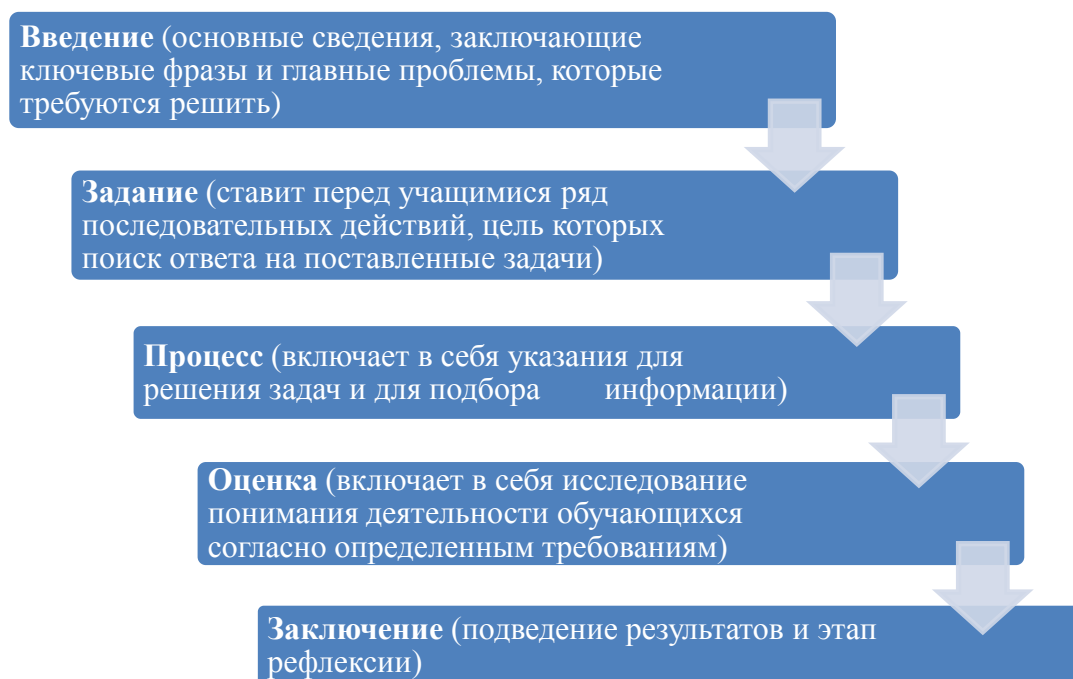 Введение (основные сведения, заключающие
ключевые фразы и главные проблемы, которые
требуются решить)
Задание (ставит перед учащимися ряд
последовательных действий, цель которых
поиск ответа на поставленные задачи)
Процесс (включает в себя указания для
решения задач и для подбора информации)
Оценка (включает в себя исследование
понимания деятельности обучающихся
согласно определенным требованиям)
Заключение (подведение результатов и этап
рефлексии)